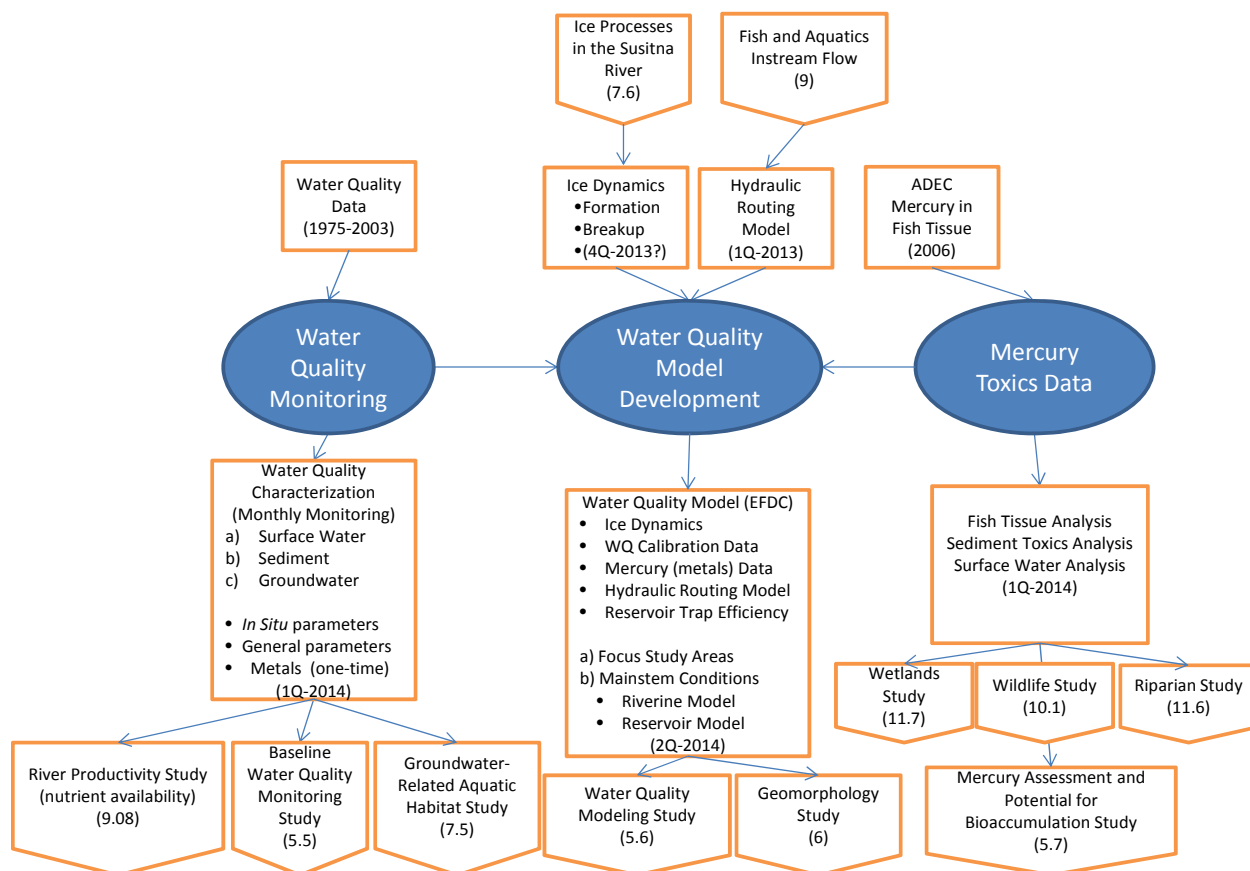 Ice Processes
in the Susitna
River
(7.6)
Fish and Aquatics
Instream Flow
(9)
Water Quality
Data
(1975-2003)
Ice Dynamics
•Formation
•Breakup
•(4Q-2013?)
Hydraulic
Routing
Model
(1Q-2013)
ADEC
Mercury in
Fish Tissue
(2006)
Water
Quality
Monitoring
Water Quality
Model
Development
Mercury
Toxics Data
Water Quality
Characterization
(Monthly Monitoring)
a) Surface Water
b) Sediment
c) Groundwater
• In Situ parameters
• General parameters
• Metals (one-time)
(1Q-2014)
Water Quality Model (EFDC)
• Ice Dynamics
• WQ Calibration Data
• Mercury (metals) Data
• Hydraulic Routing Model
• Reservoir Trap Efficiency
a) Focus Study Areas
b) Mainstem Conditions
• Riverine Model
• Reservoir Model
(2Q-2014)
Fish Tissue Analysis
Sediment Toxics Analysis
Surface Water Analysis
(1Q-2014)
Wetlands
Study
(11.7)
Wildlife Study
(10.1)
Riparian Study
(11.6)
River Productivity Study
(nutrient availability)
(9.08)
Baseline
Water Quality
Monitoring
Study
(5.5)
Groundwater-
Related Aquatic
Habitat Study
(7.5)
Water Quality
Modeling Study
(5.6)
Geomorphology
Study
(6)
Mercury Assessment and
Potential for
Bioaccumulation Study
(5.7)